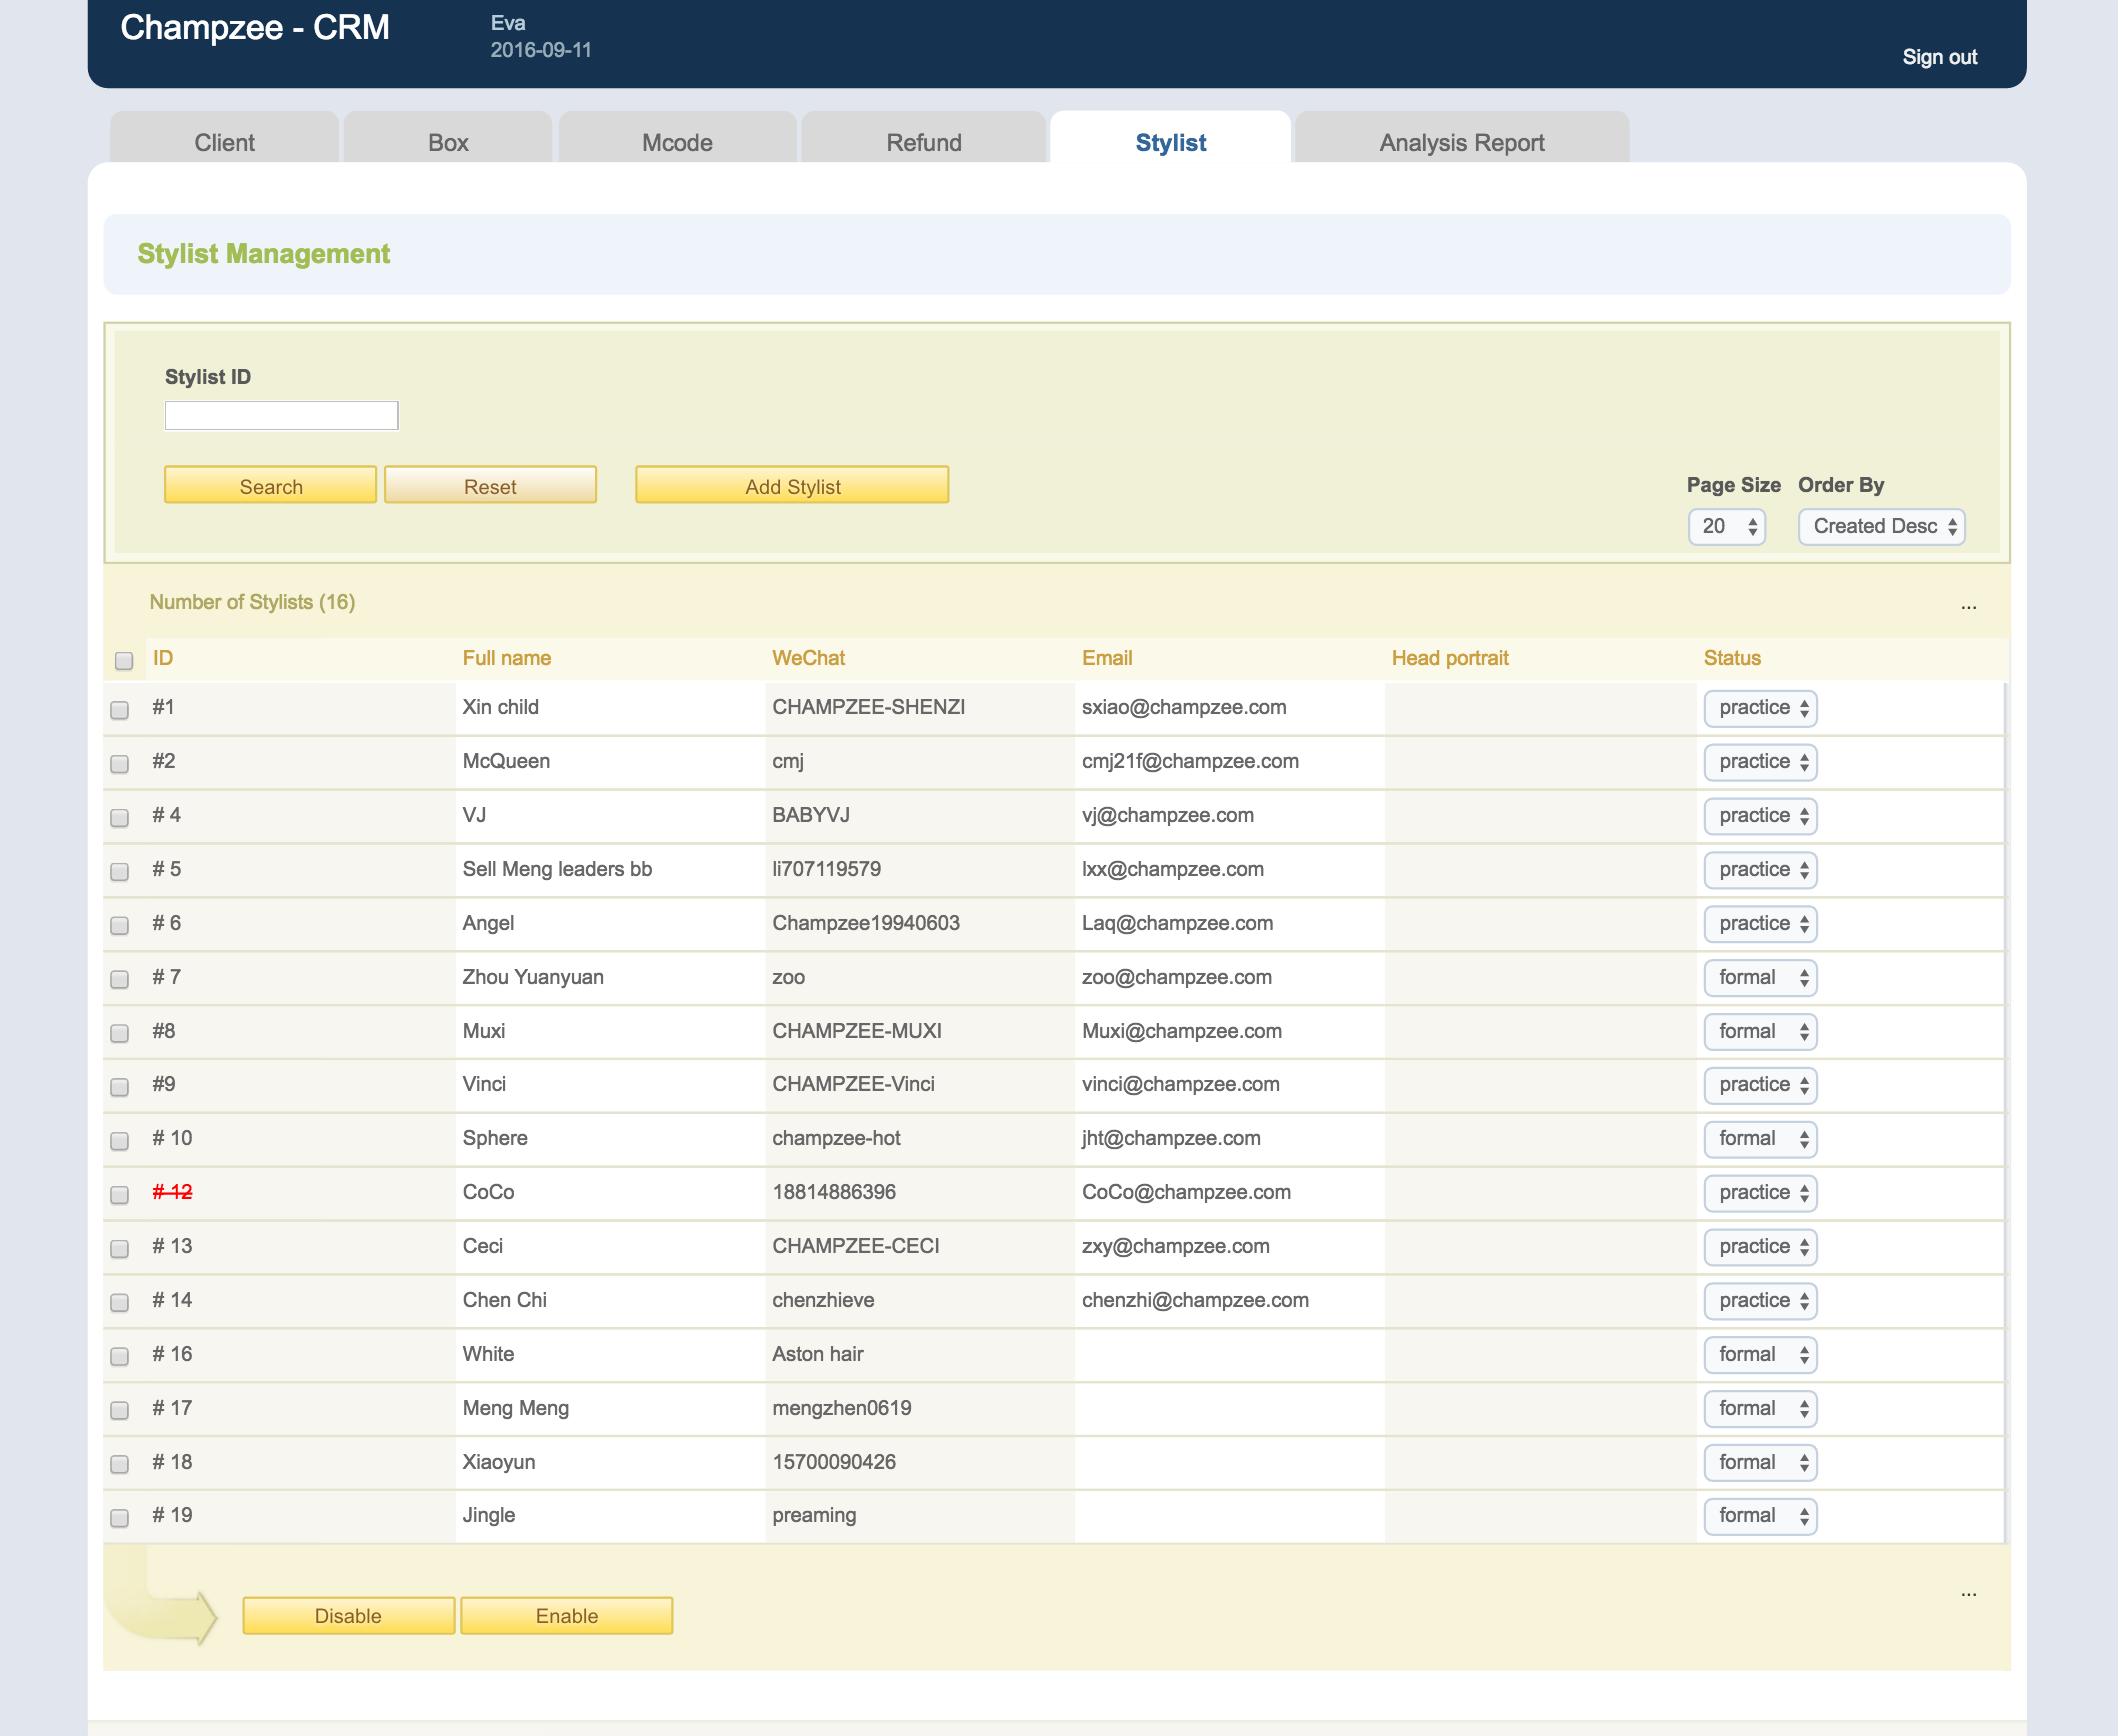 Champzee - CRM
Eva
2016-09-11
Sign out
Client Box Mcode Refund Stylist Analysis Report
Stylist Management
Stylist ID
Search Reset Add Stylist
Page Size Order By
20 Created Desc
Number of Stylists (16) ...
ID Full name WeChat Email Head portrait Status
#1 Xin child CHAMPZEE-SHENZI sxiao@champzee.com practice
#2 McQueen cmj cmj21f@champzee.com practice
# 4 VJ BABYVJ vj@champzee.com practice
# 5 Sell Meng leaders bb li707119579 lxx@champzee.com practice
# 6 Angel Champzee19940603 Laq@champzee.com practice
# 7 Zhou Yuanyuan zoo zoo@champzee.com formal
#8 Muxi CHAMPZEE-MUXI Muxi@champzee.com formal
#9 Vinci CHAMPZEE-Vinci vinci@champzee.com practice
# 10 Sphere champzee-hot jht@champzee.com formal
# 12 CoCo 18814886396 CoCo@champzee.com practice
# 13 Ceci CHAMPZEE-CECI zxy@champzee.com practice
# 14 Chen Chi chenzhieve chenzhi@champzee.com practice
# 16 White Aston hair formal
# 17 Meng Meng mengzhen0619 formal
# 18 Xiaoyun 15700090426 formal
# 19 Jingle preaming formal
...
Disable Enable